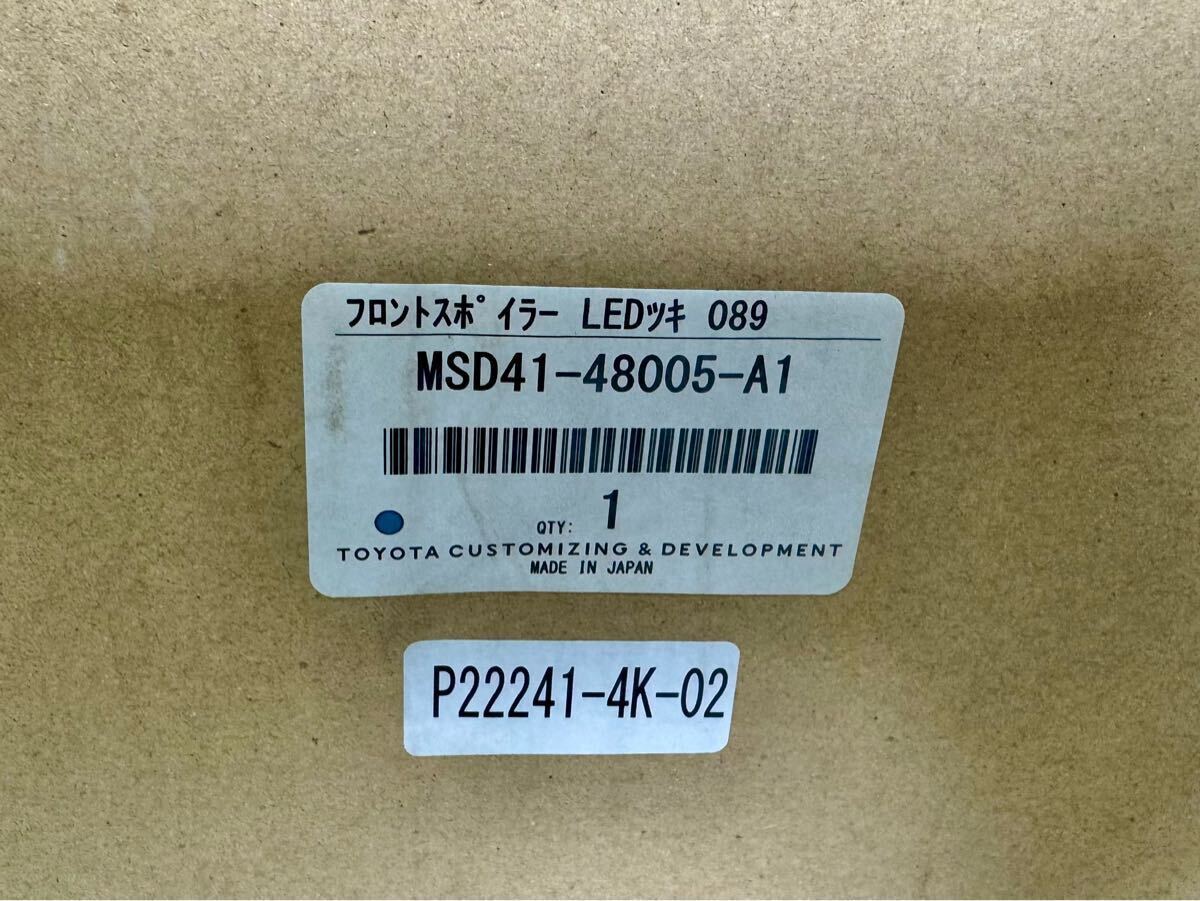 フロントスポイラー LEDツキ 089
MSD41-48005-A1
QTY: 1
TOYOTA CUSTOMIZING & DEVELOPMENT
MADE IN JAPAN
P22241-4K-02